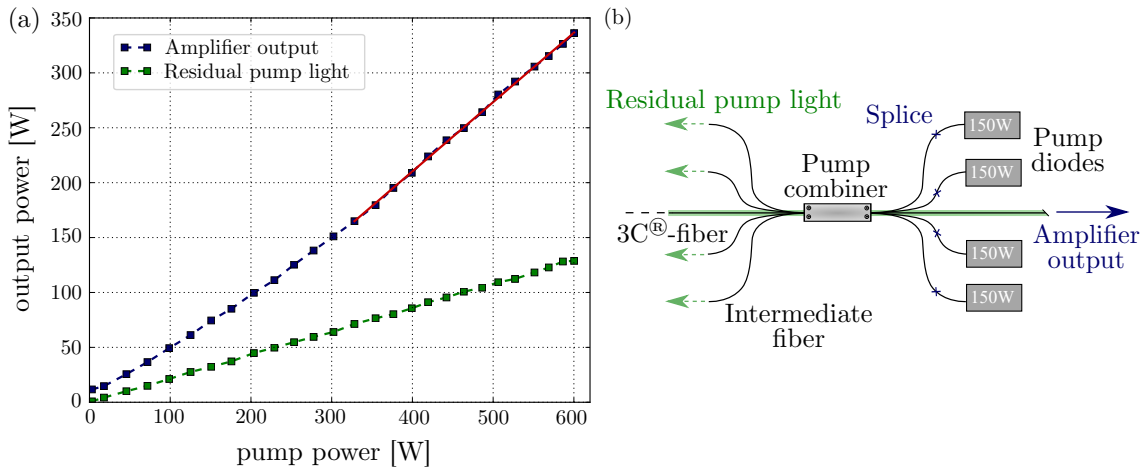 (a)
350
300
250
200
150
100
50
0
output power [W]
Amplifier output
Residual pump light
0
100
200
300
400
500
600
pump power [W]
(b)
Residual pump light
Splice
150W
Pump
diodes
150W
Pump
combiner
3C®-fiber
Amplifier
output
150W
150W
Intermediate
fiber